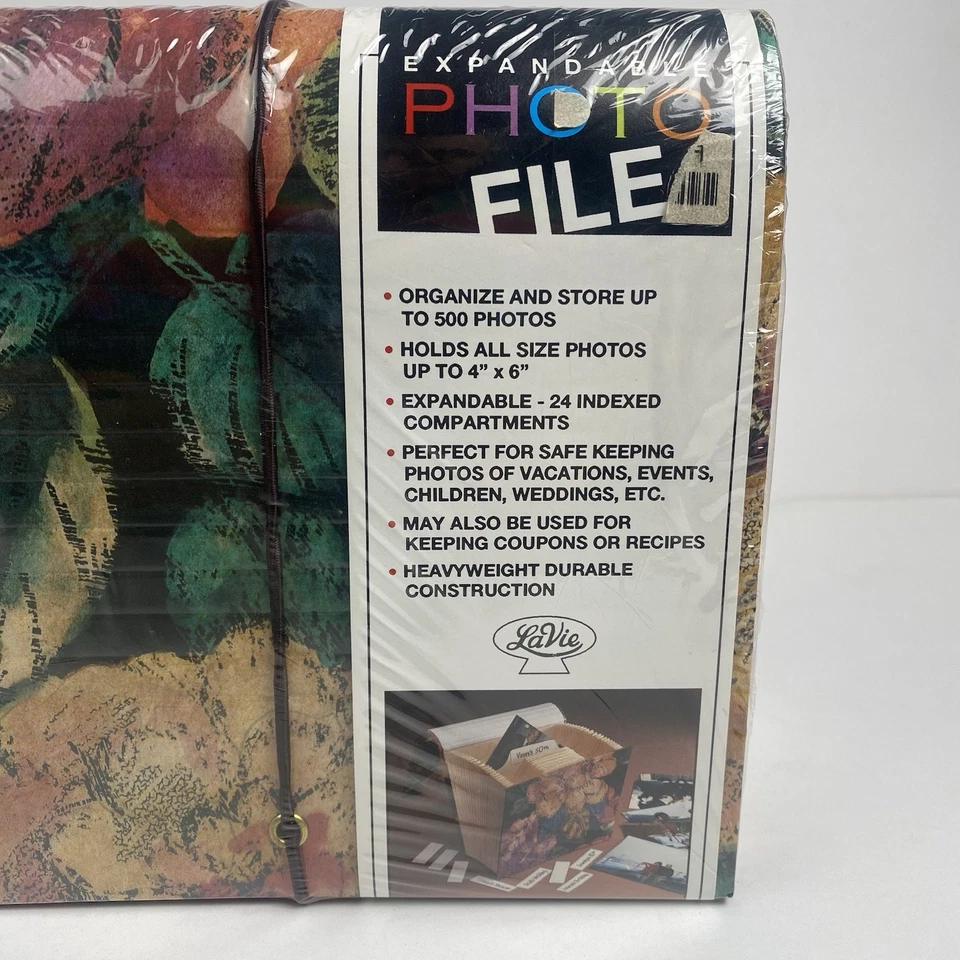 EXPANDABLE
PHOTO
FILE
• ORGANIZE AND STORE UP
TO 500 PHOTOS
• HOLDS ALL SIZE PHOTOS
UP TO 4” x 6”
• EXPANDABLE - 24 INDEXED
COMPARTMENTS
• PERFECT FOR SAFE KEEPING
PHOTOS OF VACATIONS, EVENTS,
CHILDREN, WEDDINGS, ETC.
• MAY ALSO BE USED FOR
KEEPING COUPONS OR RECIPES
• HEAVYWEIGHT DURABLE
CONSTRUCTION
LaVie